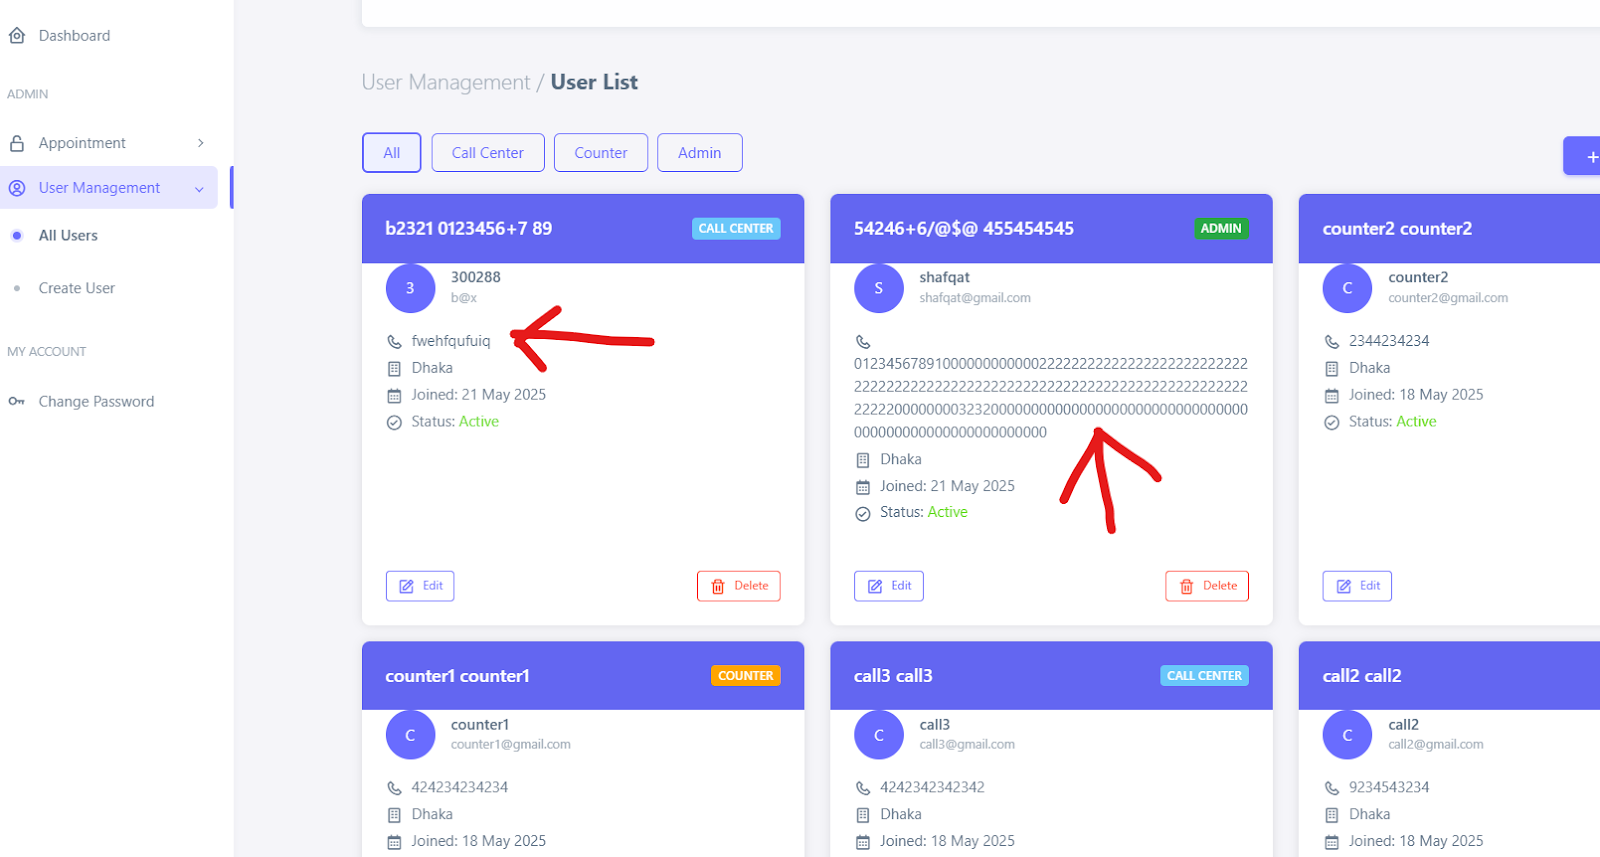 Dashboard
ADMIN
Appointment
User Management
All Users
Create User
MY ACCOUNT
Change Password
User Management / User List
All
Call Center
Counter
Admin
+
b2321 0123456+7 89
CALL CENTER
3
300288
b@x
fwehfqufuiq
Dhaka
Joined: 21 May 2025
Status: Active
Edit
Delete
54246+6/@$@ 455454545
ADMIN
S
shafqat
shafqat@gmail.com
Dhaka
Joined: 21 May 2025
Status: Active
Edit
Delete
counter2 counter2
C
counter2
counter2@gmail.com
2344234234
Dhaka
Joined: 18 May 2025
Status: Active
Edit
counter1 counter1
COUNTER
C
counter1
counter1@gmail.com
424234234234
Dhaka
Joined: 18 May 2025
call3 call3
CALL CENTER
C
call3
call3@gmail.com
4242342342342
Dhaka
Joined: 18 May 2025
call2 call2
C
call2
call2@gmail.com
9234543234
Dhaka
Joined: 18 May 2025